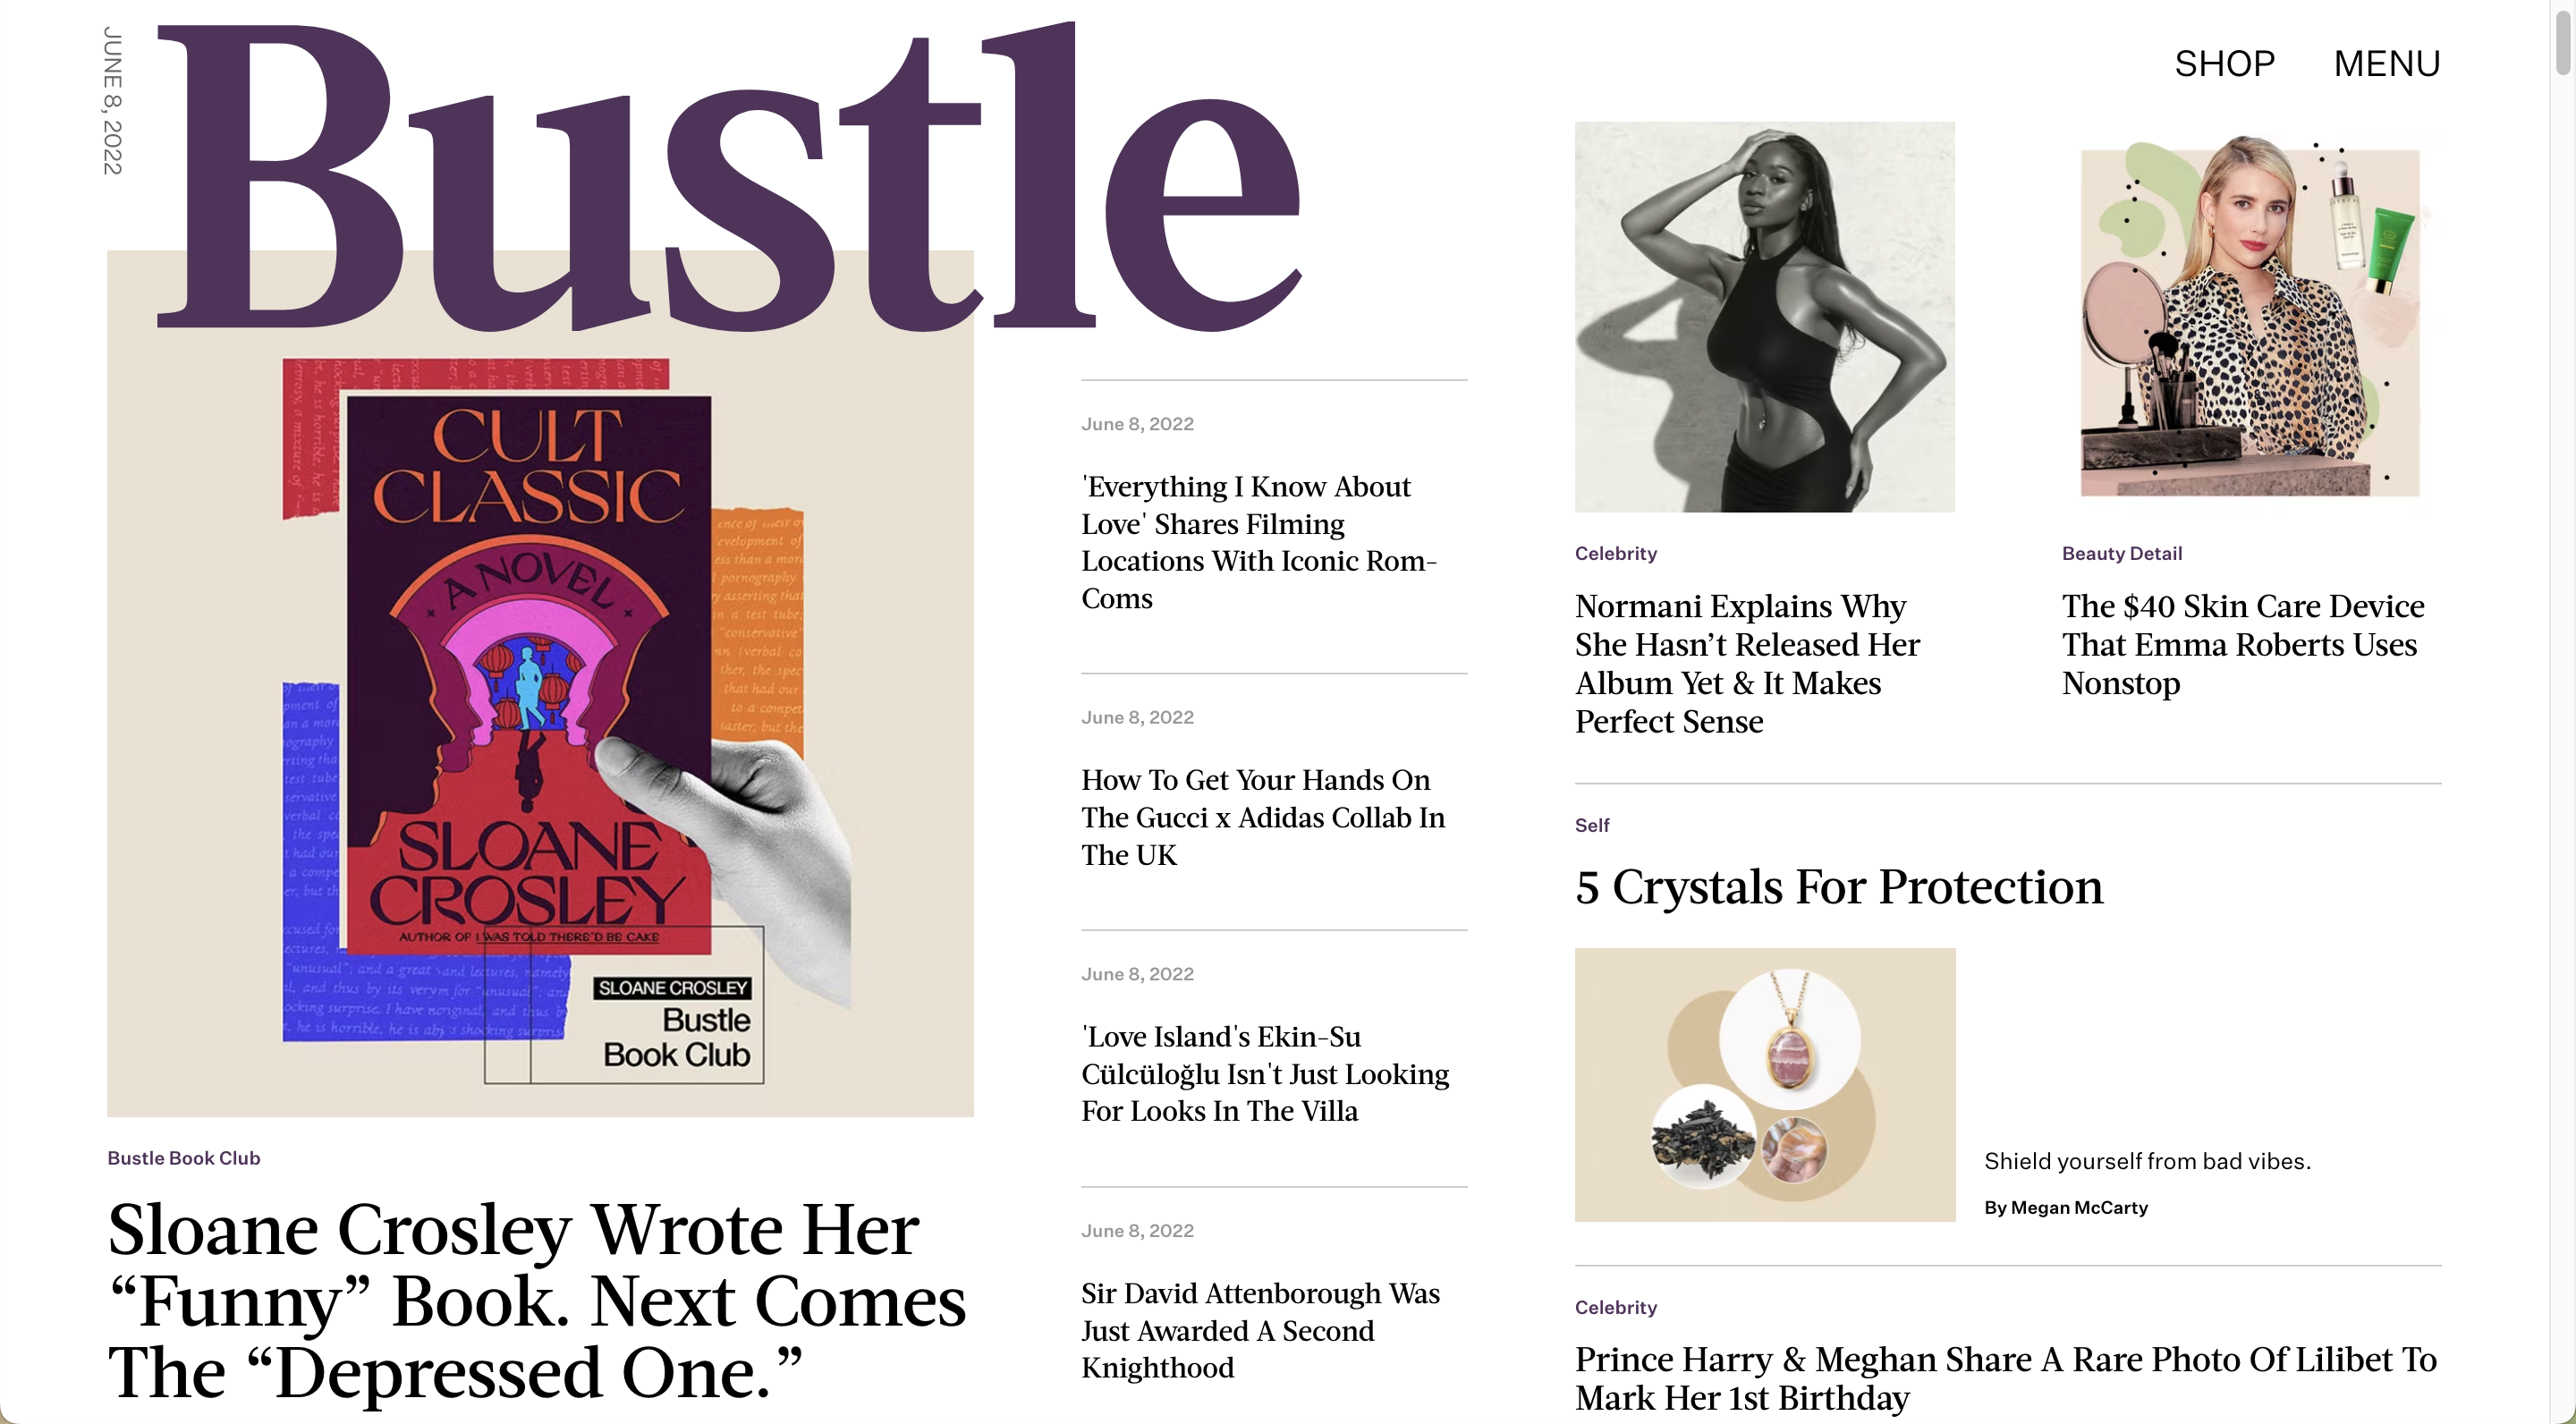 JUNE 8, 2022
Bustle
SHOP
MENU
CULT
CLASSIC
A NOVEL
SLOANE
CROSLEY
AUTHOR OF I WAS TOLD THERE'D BE CAKE
SLOANE CROSLEY
Bustle
Book Club
Bustle Book Club
Sloane Crosley Wrote Her
“Funny” Book. Next Comes
The “Depressed One.”
June 8, 2022
'Everything I Know About
Love' Shares Filming
Locations With Iconic Rom-
Coms
June 8, 2022
How To Get Your Hands On
The Gucci x Adidas Collab In
The UK
June 8, 2022
'Love Island's Ekin-Su
Cülcüloğlu Isn't Just Looking
For Looks In The Villa
June 8, 2022
Sir David Attenborough Was
Just Awarded A Second
Knighthood
Celebrity
Normani Explains Why
She Hasn’t Released Her
Album Yet & It Makes
Perfect Sense
Beauty Detail
The $40 Skin Care Device
That Emma Roberts Uses
Nonstop
Self
5 Crystals For Protection
Shield yourself from bad vibes.
By Megan McCarty
Celebrity
Prince Harry & Meghan Share A Rare Photo Of Lilibet To
Mark Her 1st Birthday